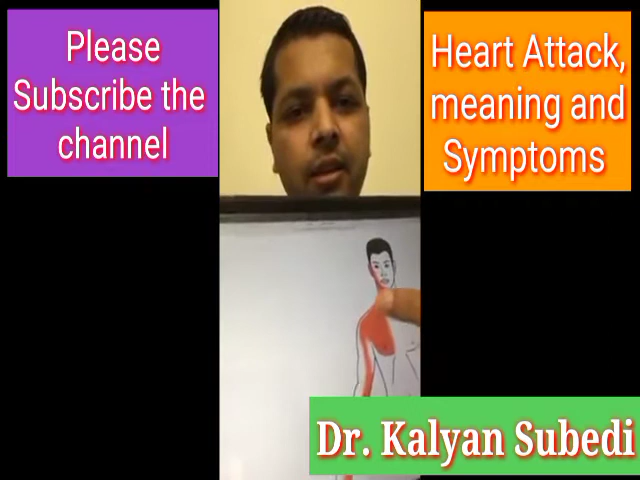 Please
Subscribe the
channel
Heart Attack,
meaning and
Symptoms
Dr. Kalyan Subedi